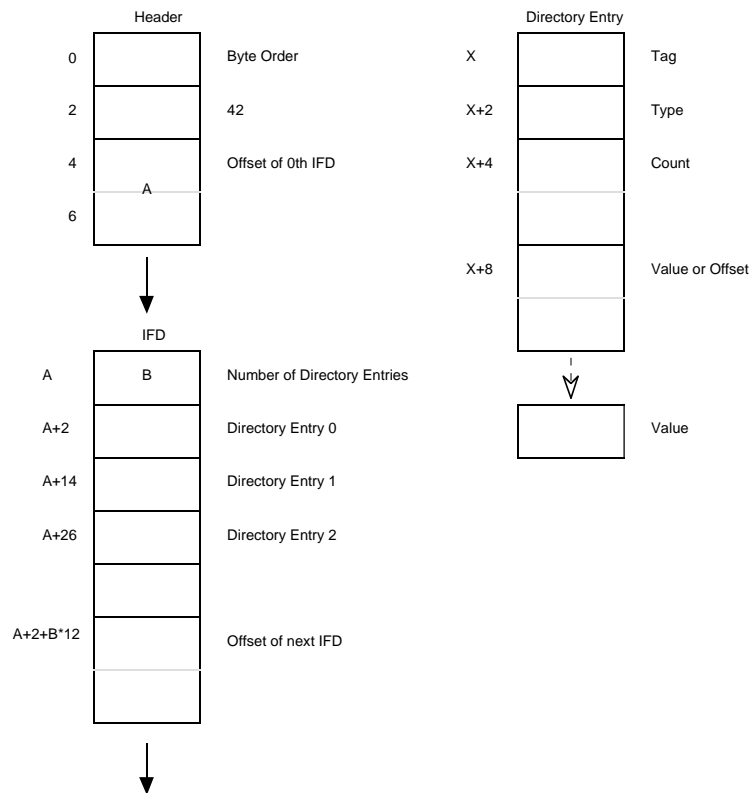 Header
0 Byte Order
2 42
4 Offset of 0th IFD
A
6
IFD
A B Number of Directory Entries
A+2 Directory Entry 0
A+14 Directory Entry 1
A+26 Directory Entry 2
A+2+B*12 Offset of next IFD
Directory Entry
X Tag
X+2 Type
X+4 Count
X+8 Value or Offset
Value